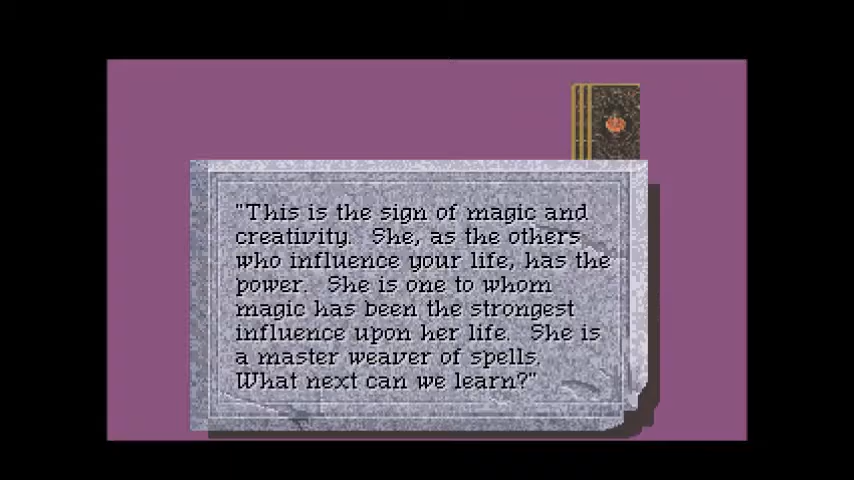 "This is the sign of magic and
creativity.  She, as the others
who influence your life, has the
power.  She is one to whom
magic has been the strongest
influence upon her life.  She is
a master weaver of spells.
What next can we learn?"